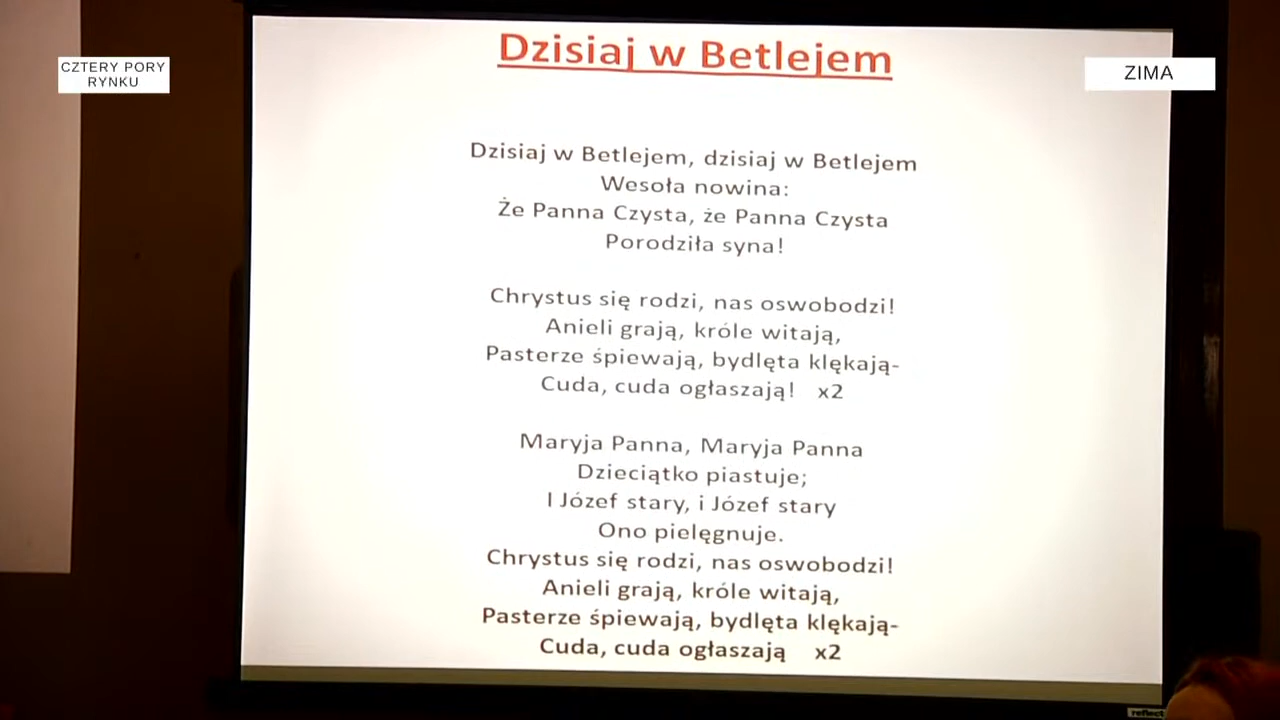 Dzisiaj w Betlejem
CZTERY PORY
RYNKU
ZIMA
Dzisiaj w Betlejem, dzisiaj w Betlejem
Wesoła nowina:
Że Panna Czysta, że Panna Czysta
Porodziła syna!
Chrystus się rodzi, nas oswobodzi!
Anieli grają, króle witają,
Pasterze śpiewają, bydlęta klękają-
Cuda, cuda ogłaszają! x2
Maryja Panna, Maryja Panna
Dzieciątko piastuje;
I Józef stary, i Józef stary
Ono pielęgnuje.
Chrystus się rodzi, nas oswobodzi!
Anieli grają, króle witają,
Pasterze śpiewają, bydlęta klękają-
Cuda, cuda ogłaszają x2
reflect